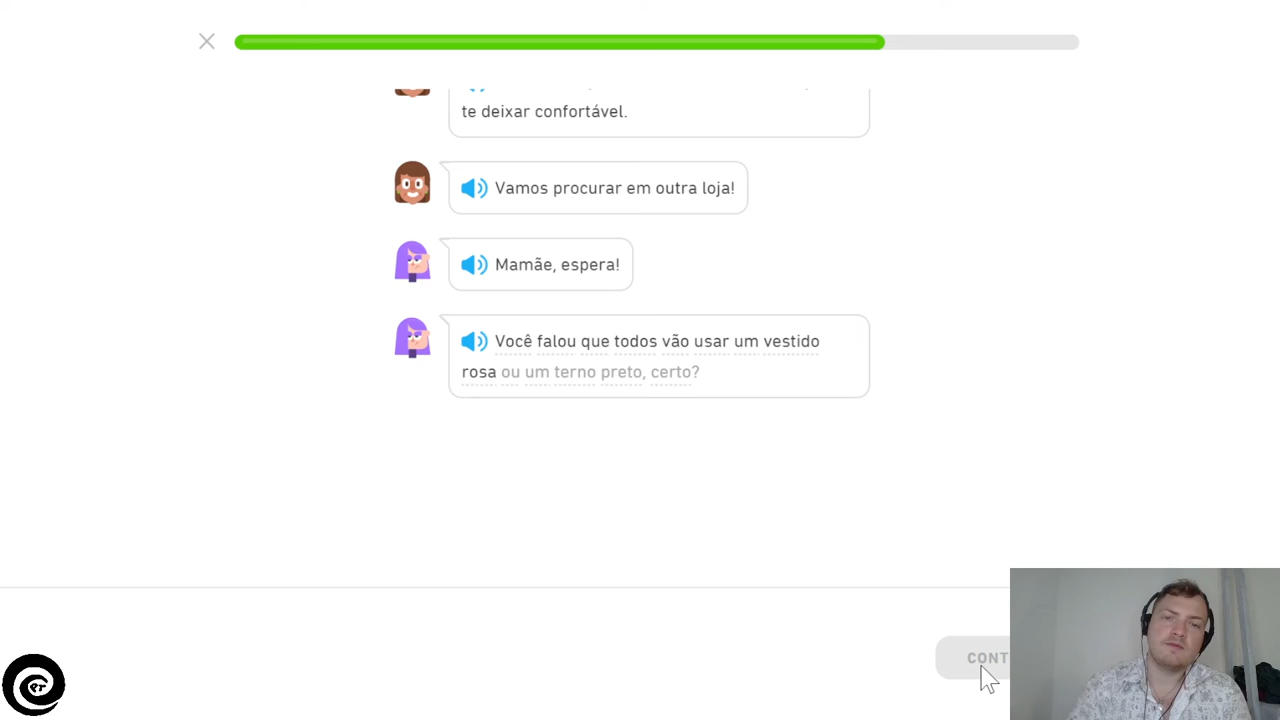 te deixar confortável.
Vamos procurar em outra loja!
Mamãe, espera!
Você falou que todos vão usar um vestido
rosa ou um terno preto, certo?
CONT